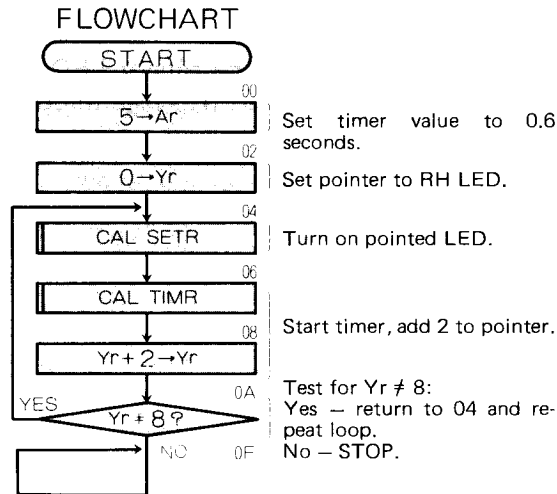 FLOWCHART
START
00
5→Ar
Set timer value to 0.6
seconds.
02
0→Yr
Set pointer to RH LED.
04
CAL SETR
Turn on pointed LED.
06
CAL TIMR
08
Start timer, add 2 to pointer.
Yr + 2→Yr
0A
Test for Yr ≠ 8:
YES
Yes – return to 04 and re-
Yr ≠ 8?
peat loop.
NO
0E
No – STOP.